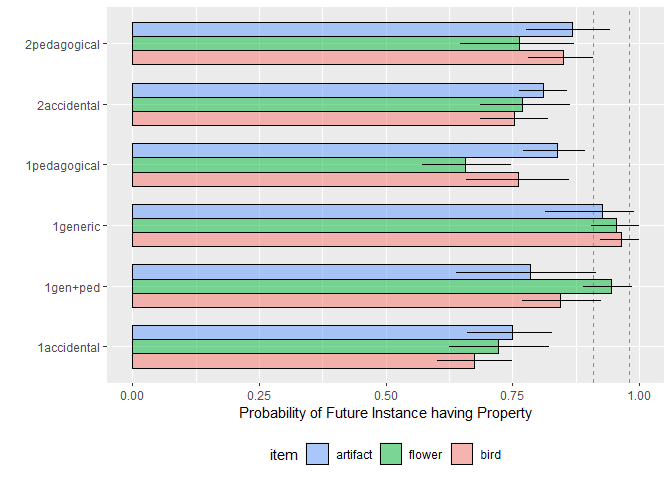 2pedagogical
2accidental
1pedagogical
1generic
1gen+ped
1accidental
0.00 0.25 0.50 0.75 1.00
Probability of Future Instance having Property
item artifact flower bird